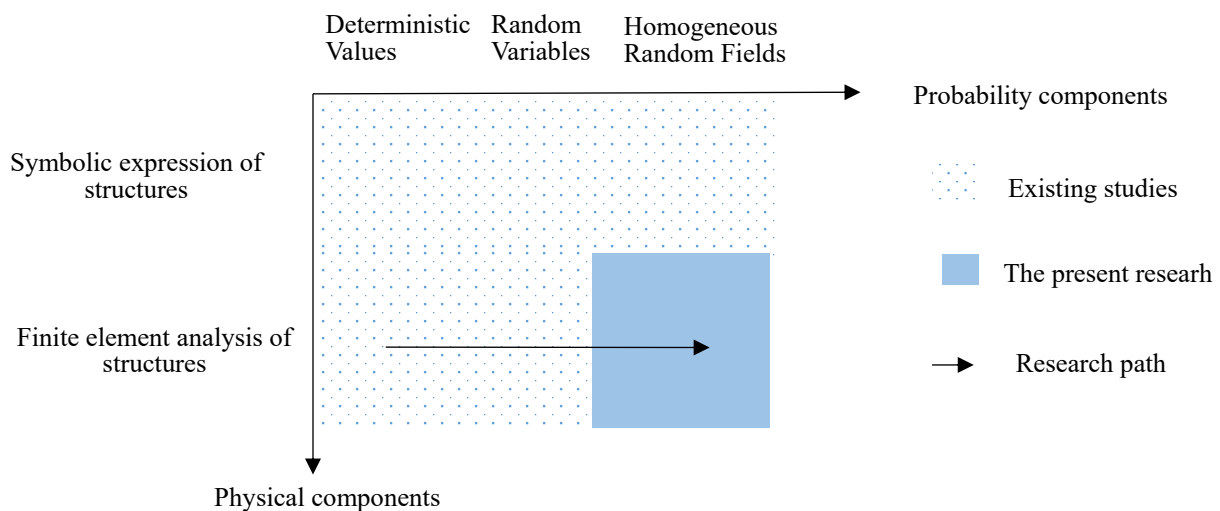 Deterministic
Values
Random
Variables
Homogeneous
Random Fields
Probability components
Symbolic expression of
structures
Existing studies
The present researh
Finite element analysis of
structures
Research path
Physical components